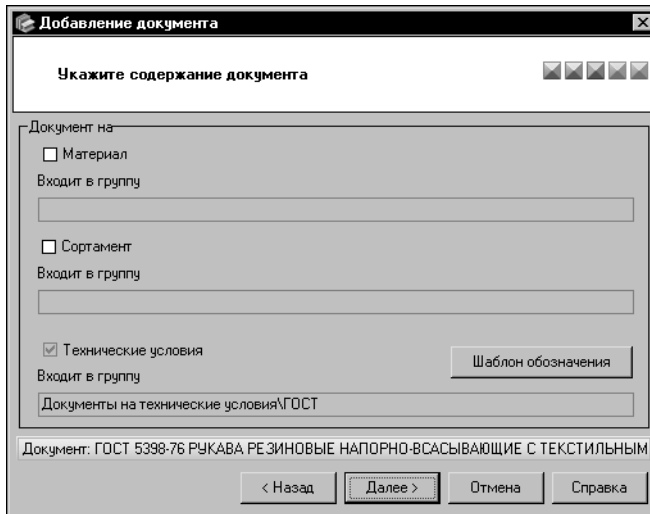 Добавление документа
Укажите содержание документа
Документ на
Материал
Входит в группу
Сортамент
Входит в группу
Технические условия
Шаблон обозначения
Входит в группу
Документы на технические условия\ГОСТ
Документ: ГОСТ 5398-76 РУКАВА РЕЗИНОВЫЕ НАПОРНО-ВСАСЫВАЮЩИЕ С ТЕКСТИЛЬНЫМ
< Назад Далее > Отмена Справка